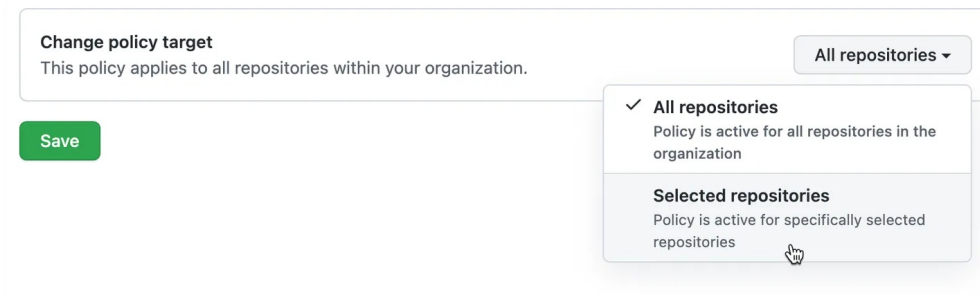 Change policy target
This policy applies to all repositories within your organization.
All repositories
Save
All repositories
Policy is active for all repositories in the
organization
Selected repositories
Policy is active for specifically selected
repositories